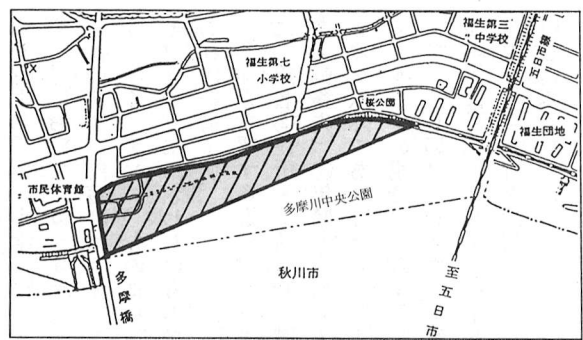 福生第三
中学校
五日市線
福生第七
小学校
桜公園
福生団地
市民体育館
多摩川中央公園
秋川市
多摩橋
至五日市